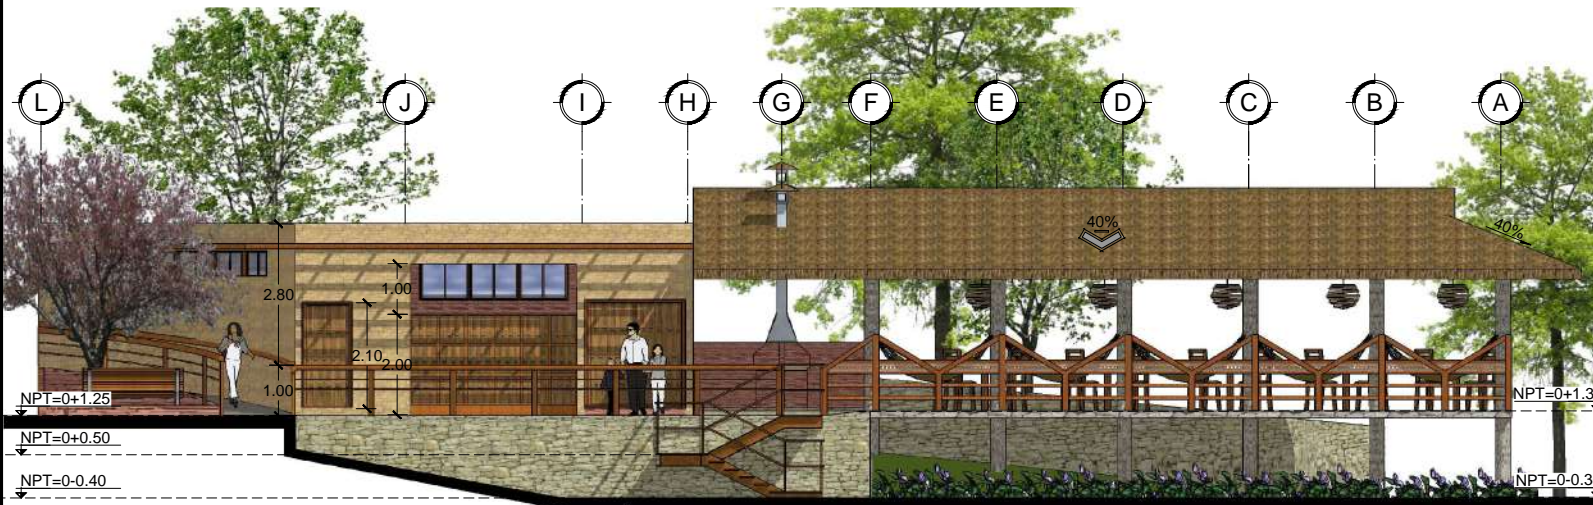 L J I H G F E D C B A
40%
40%
2.80
1.00
2.10
2.00
1.00
NPT=0+1.25
NPT=0+1.3
NPT=0+0.50
NPT=0-0.40
NPT=0-0.3